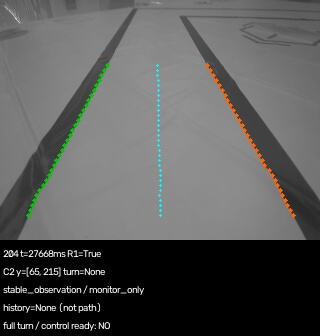 204 t=27668ms R1=True
C2 y=[65, 215] turn=None
stable_observation / monitor_only
history=None (not path)
full turn / control ready: NO